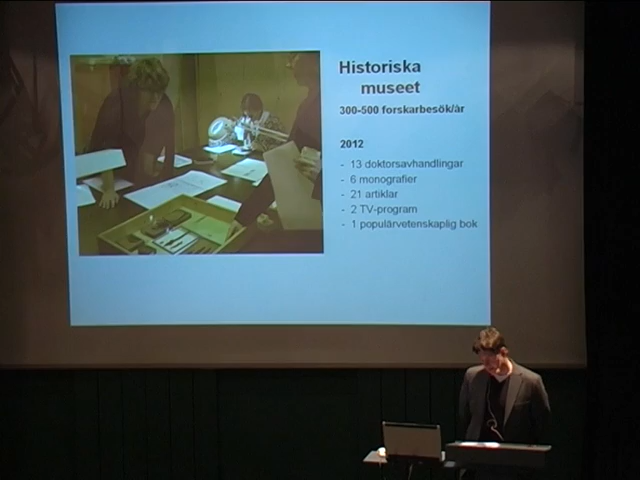 Historiska
museet
300-500 forskarbesök/år
2012
- 13 doktorsavhandlingar
- 6 monografier
- 21 artiklar
- 2 TV-program
- 1 populärvetenskaplig bok